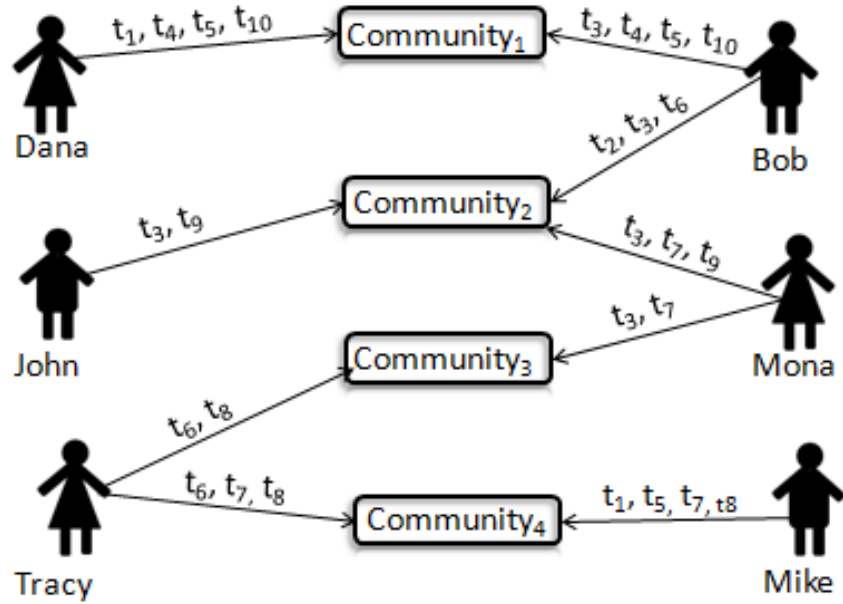 t₁, t₄, t₅, t₁₀
Community₁
t₃, t₄, t₅, t₁₀
Dana
Bob
t₂, t₃, t₆
Community₂
t₃, t₉
t₃, t₇, t₉
John
Mona
t₃, t₇
Community₃
t₆, t₈
t₆, t₇, t₈
Community₄
t₁, t₅, t₇, t8
Tracy
Mike